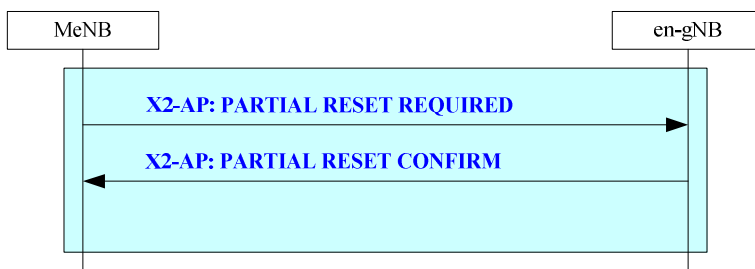 MeNB
en-gNB
X2-AP: PARTIAL RESET REQUIRED
X2-AP: PARTIAL RESET CONFIRM